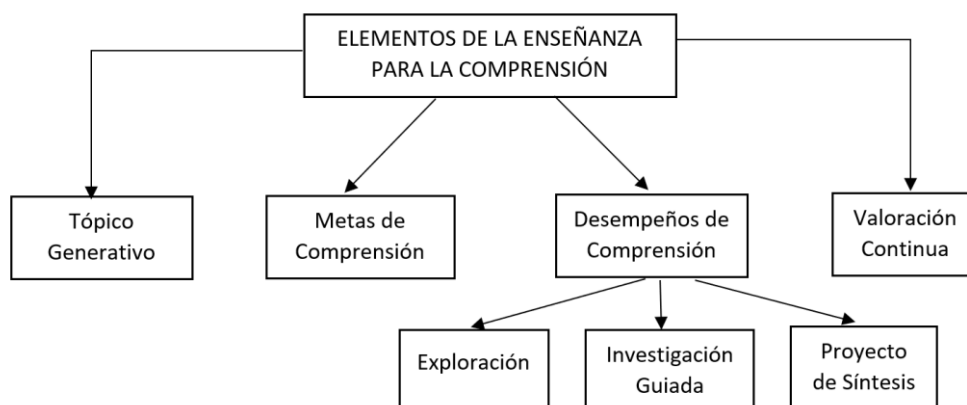 ELEMENTOS DE LA ENSEÑANZA
PARA LA COMPRENSIÓN
Tópico
Generativo
Metas de
Comprensión
Desempeños de
Comprensión
Valoración
Continua
Exploración
Investigación
Guiada
Proyecto
de Síntesis